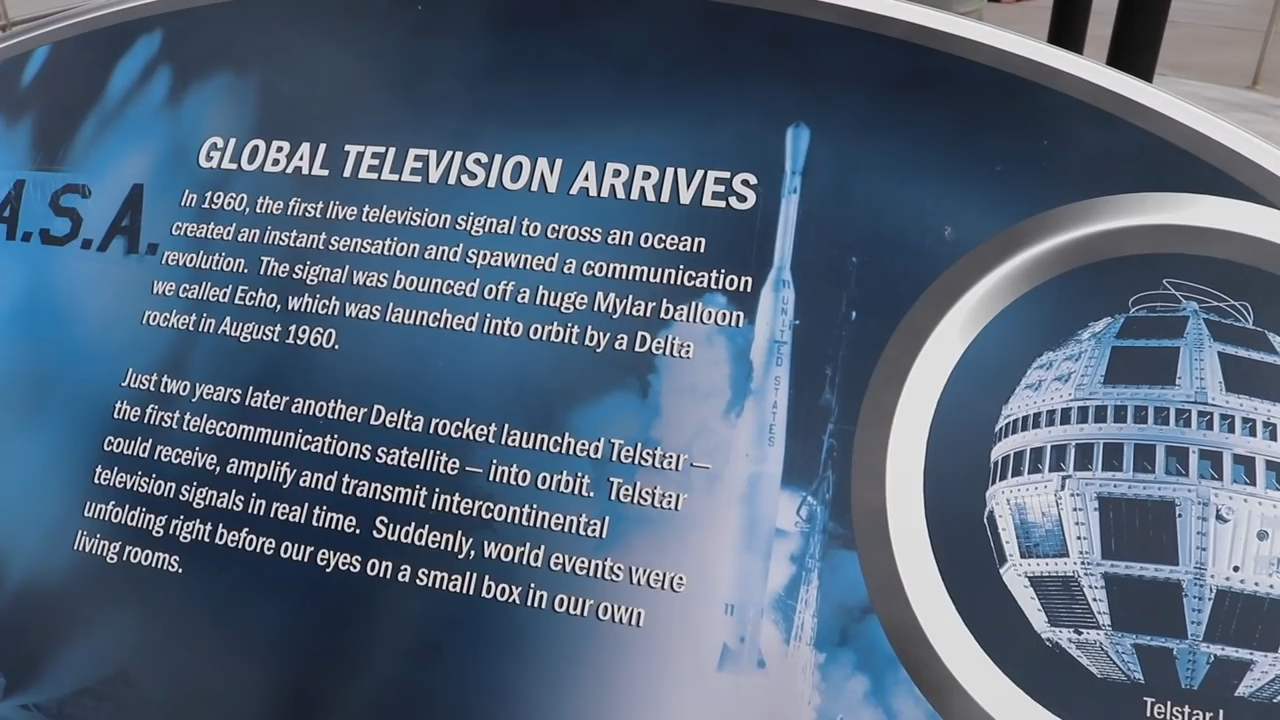 GLOBAL TELEVISION ARRIVES
In 1960, the first live television signal to cross an ocean
created an instant sensation and spawned a communication
revolution. The signal was bounced off a huge Mylar balloon
we called Echo, which was launched into orbit by a Delta
rocket in August 1960.
Just two years later another Delta rocket launched Telstar —
the first telecommunications satellite — into orbit. Telstar
could receive, amplify and transmit intercontinental
television signals in real time. Suddenly, world events were
unfolding right before our eyes on a small box in our own
living rooms.
A.S.A.
UNITED STATES
11
Telstar I